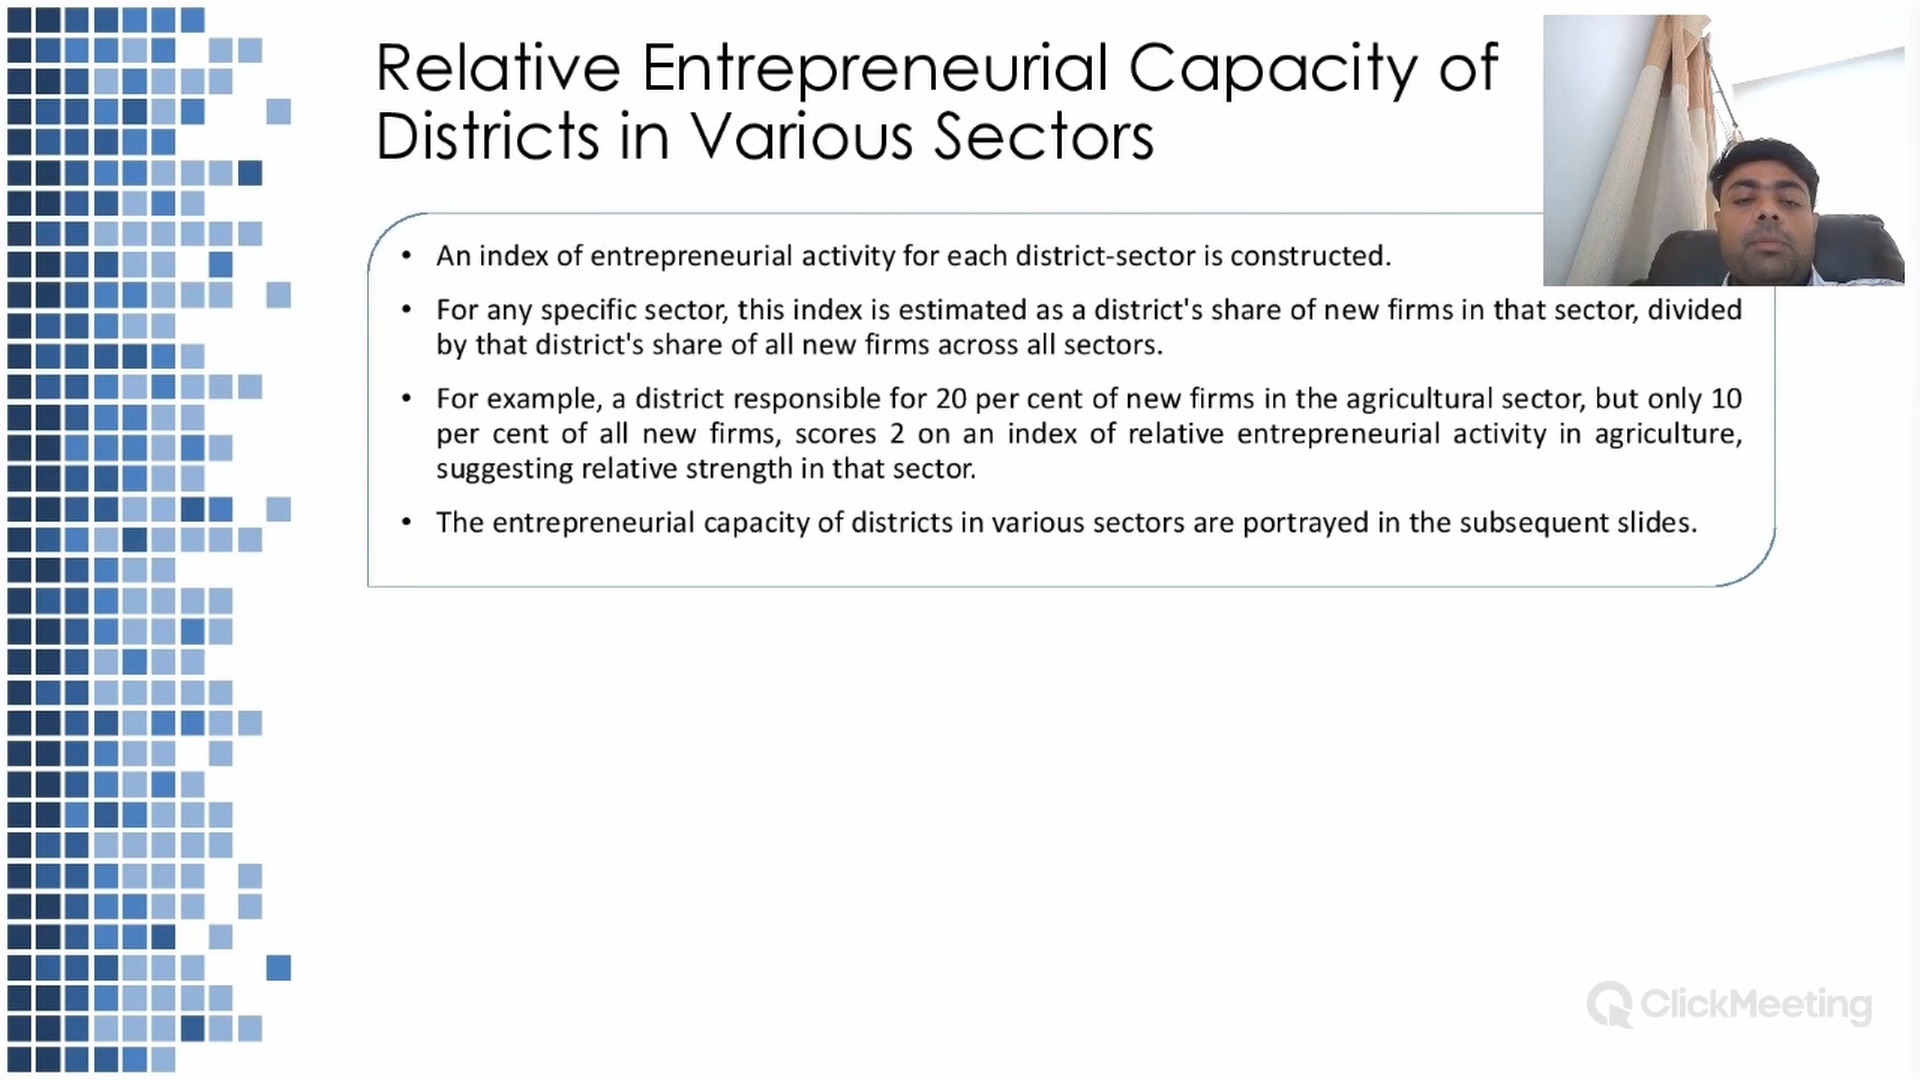 Relative Entrepreneurial Capacity of
Districts in Various Sectors
• An index of entrepreneurial activity for each district-sector is constructed.
• For any specific sector, this index is estimated as a district's share of new firms in that sector, divided
by that district's share of all new firms across all sectors.
• For example, a district responsible for 20 per cent of new firms in the agricultural sector, but only 10
per cent of all new firms, scores 2 on an index of relative entrepreneurial activity in agriculture,
suggesting relative strength in that sector.
• The entrepreneurial capacity of districts in various sectors are portrayed in the subsequent slides.
ClickMeeting